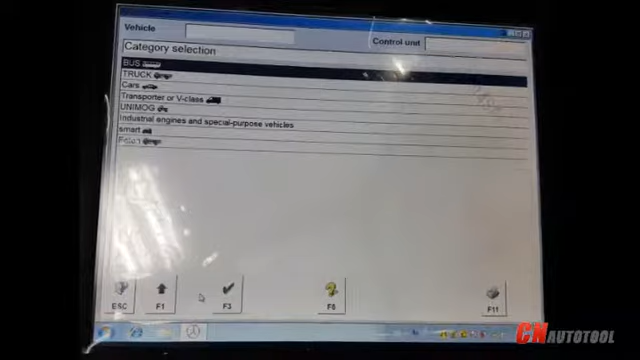 Vehicle
Control unit
Category selection
BUS
TRUCK
Cars
Transporter or V-class
UNIMOG
Industrial engines and special-purpose vehicles
smart
ESC
F1
F3
F11
CNAUTOTOOL